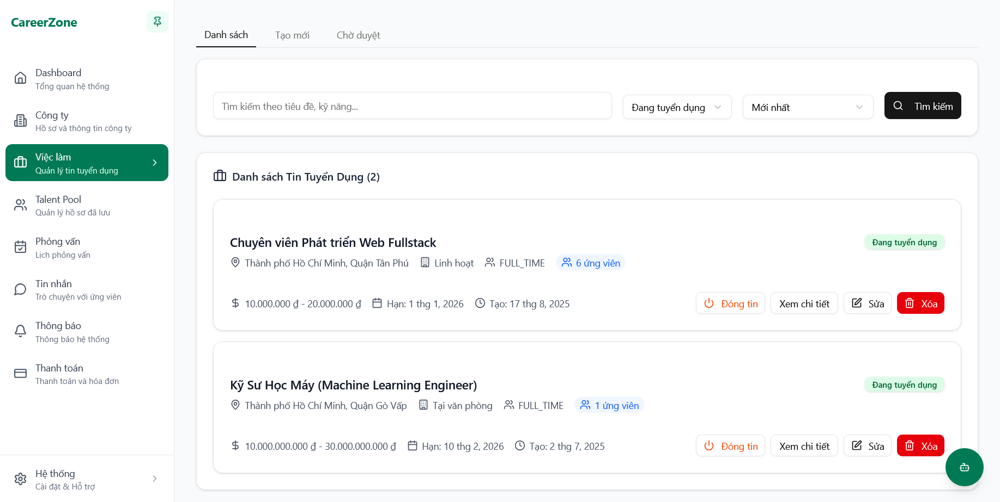 CareerZone
Dashboard
Tổng quan hệ thống
Công ty
Hồ sơ và thông tin công ty
Việc làm
Quản lý tin tuyển dụng
Talent Pool
Quản lý hồ sơ đã lưu
Phỏng vấn
Lịch phỏng vấn
Tin nhắn
Trò chuyện với ứng viên
Thông báo
Thông báo hệ thống
Thanh toán
Thanh toán và hóa đơn
Hệ thống
Cài đặt & Hỗ trợ
Danh sách Tạo mới Chờ duyệt
Tìm kiếm theo tiêu đề, kỹ năng... Đang tuyển dụng Mới nhất Tìm kiếm
Danh sách Tin Tuyển Dụng (2)
Chuyên viên Phát triển Web Fullstack Đang tuyển dụng
Thành phố Hồ Chí Minh, Quận Tân Phú Linh hoạt FULL_TIME 6 ứng viên
10.000.000 ₫ - 20.000.000 ₫ Hạn: 1 thg 1, 2026 Tạo: 17 thg 8, 2025 Đóng tin Xem chi tiết Sửa Xóa
Kỹ Sư Học Máy (Machine Learning Engineer) Đang tuyển dụng
Thành phố Hồ Chí Minh, Quận Gò Vấp Tại văn phòng FULL_TIME 1 ứng viên
10.000.000.000 ₫ - 30.000.000.000 ₫ Hạn: 10 thg 2, 2026 Tạo: 2 thg 7, 2025 Đóng tin Xem chi tiết Sửa Xóa